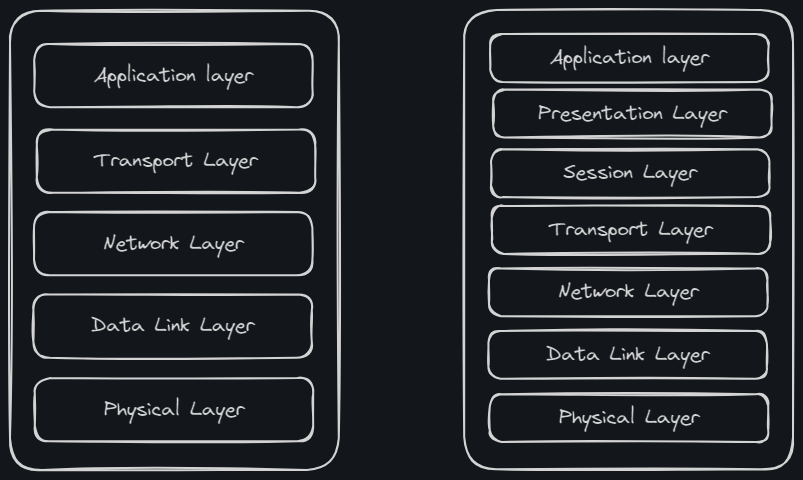 Application layer
Transport Layer
Network Layer
Data Link Layer
Physical Layer
Application layer
Presentation Layer
Session Layer
Transport Layer
Network Layer
Data Link Layer
Physical Layer